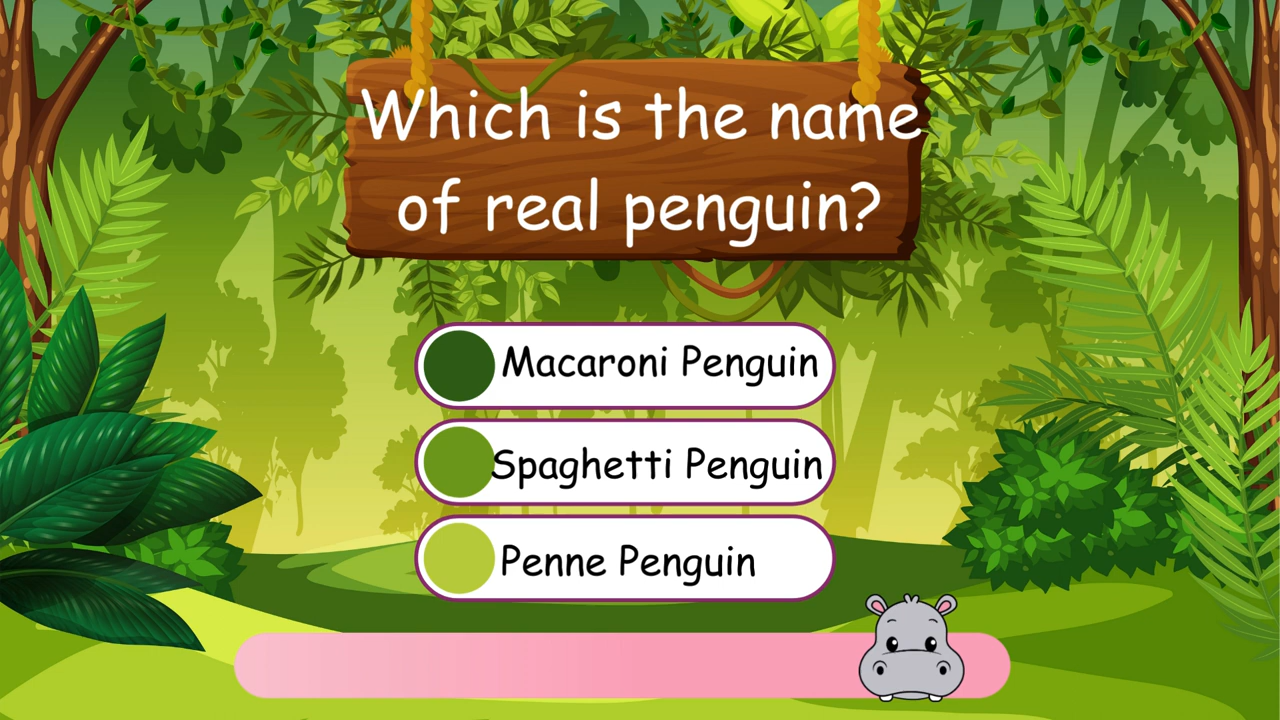 Which is the name
of real penguin?
Macaroni Penguin
Spaghetti Penguin
Penne Penguin